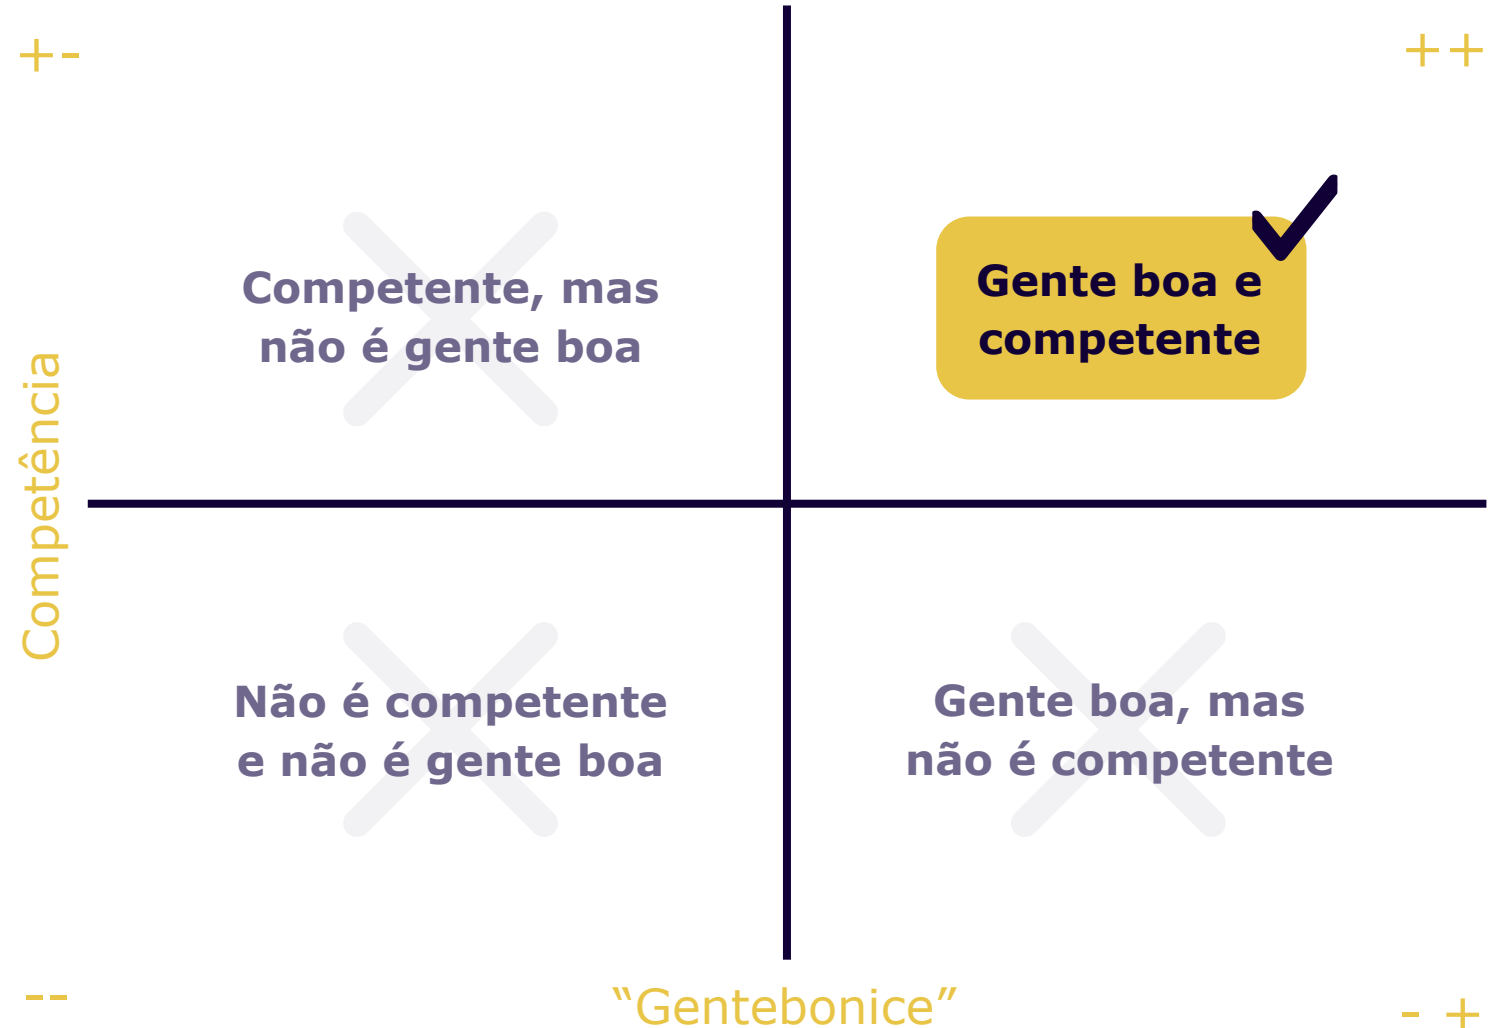 +-
++
Competente, mas
não é gente boa
Gente boa e
competente
Competência
Não é competente
e não é gente boa
Gente boa, mas
não é competente
--
“Gentebonice”
- +